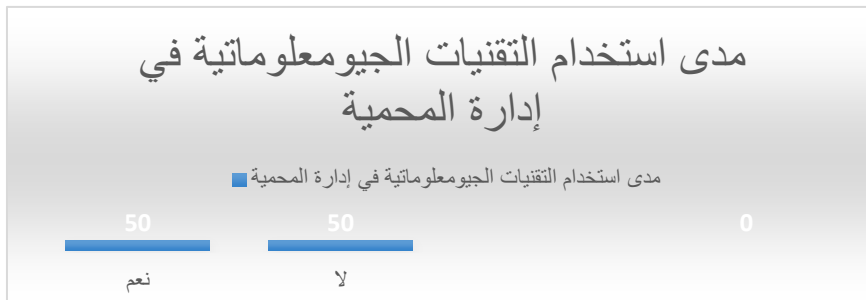 مدى استخدام التقنيات الجيومعلوماتية في
إدارة المحمية
مدى استخدام التقنيات الجيومعلوماتية في إدارة المحمية
50 50 0
نعم لا